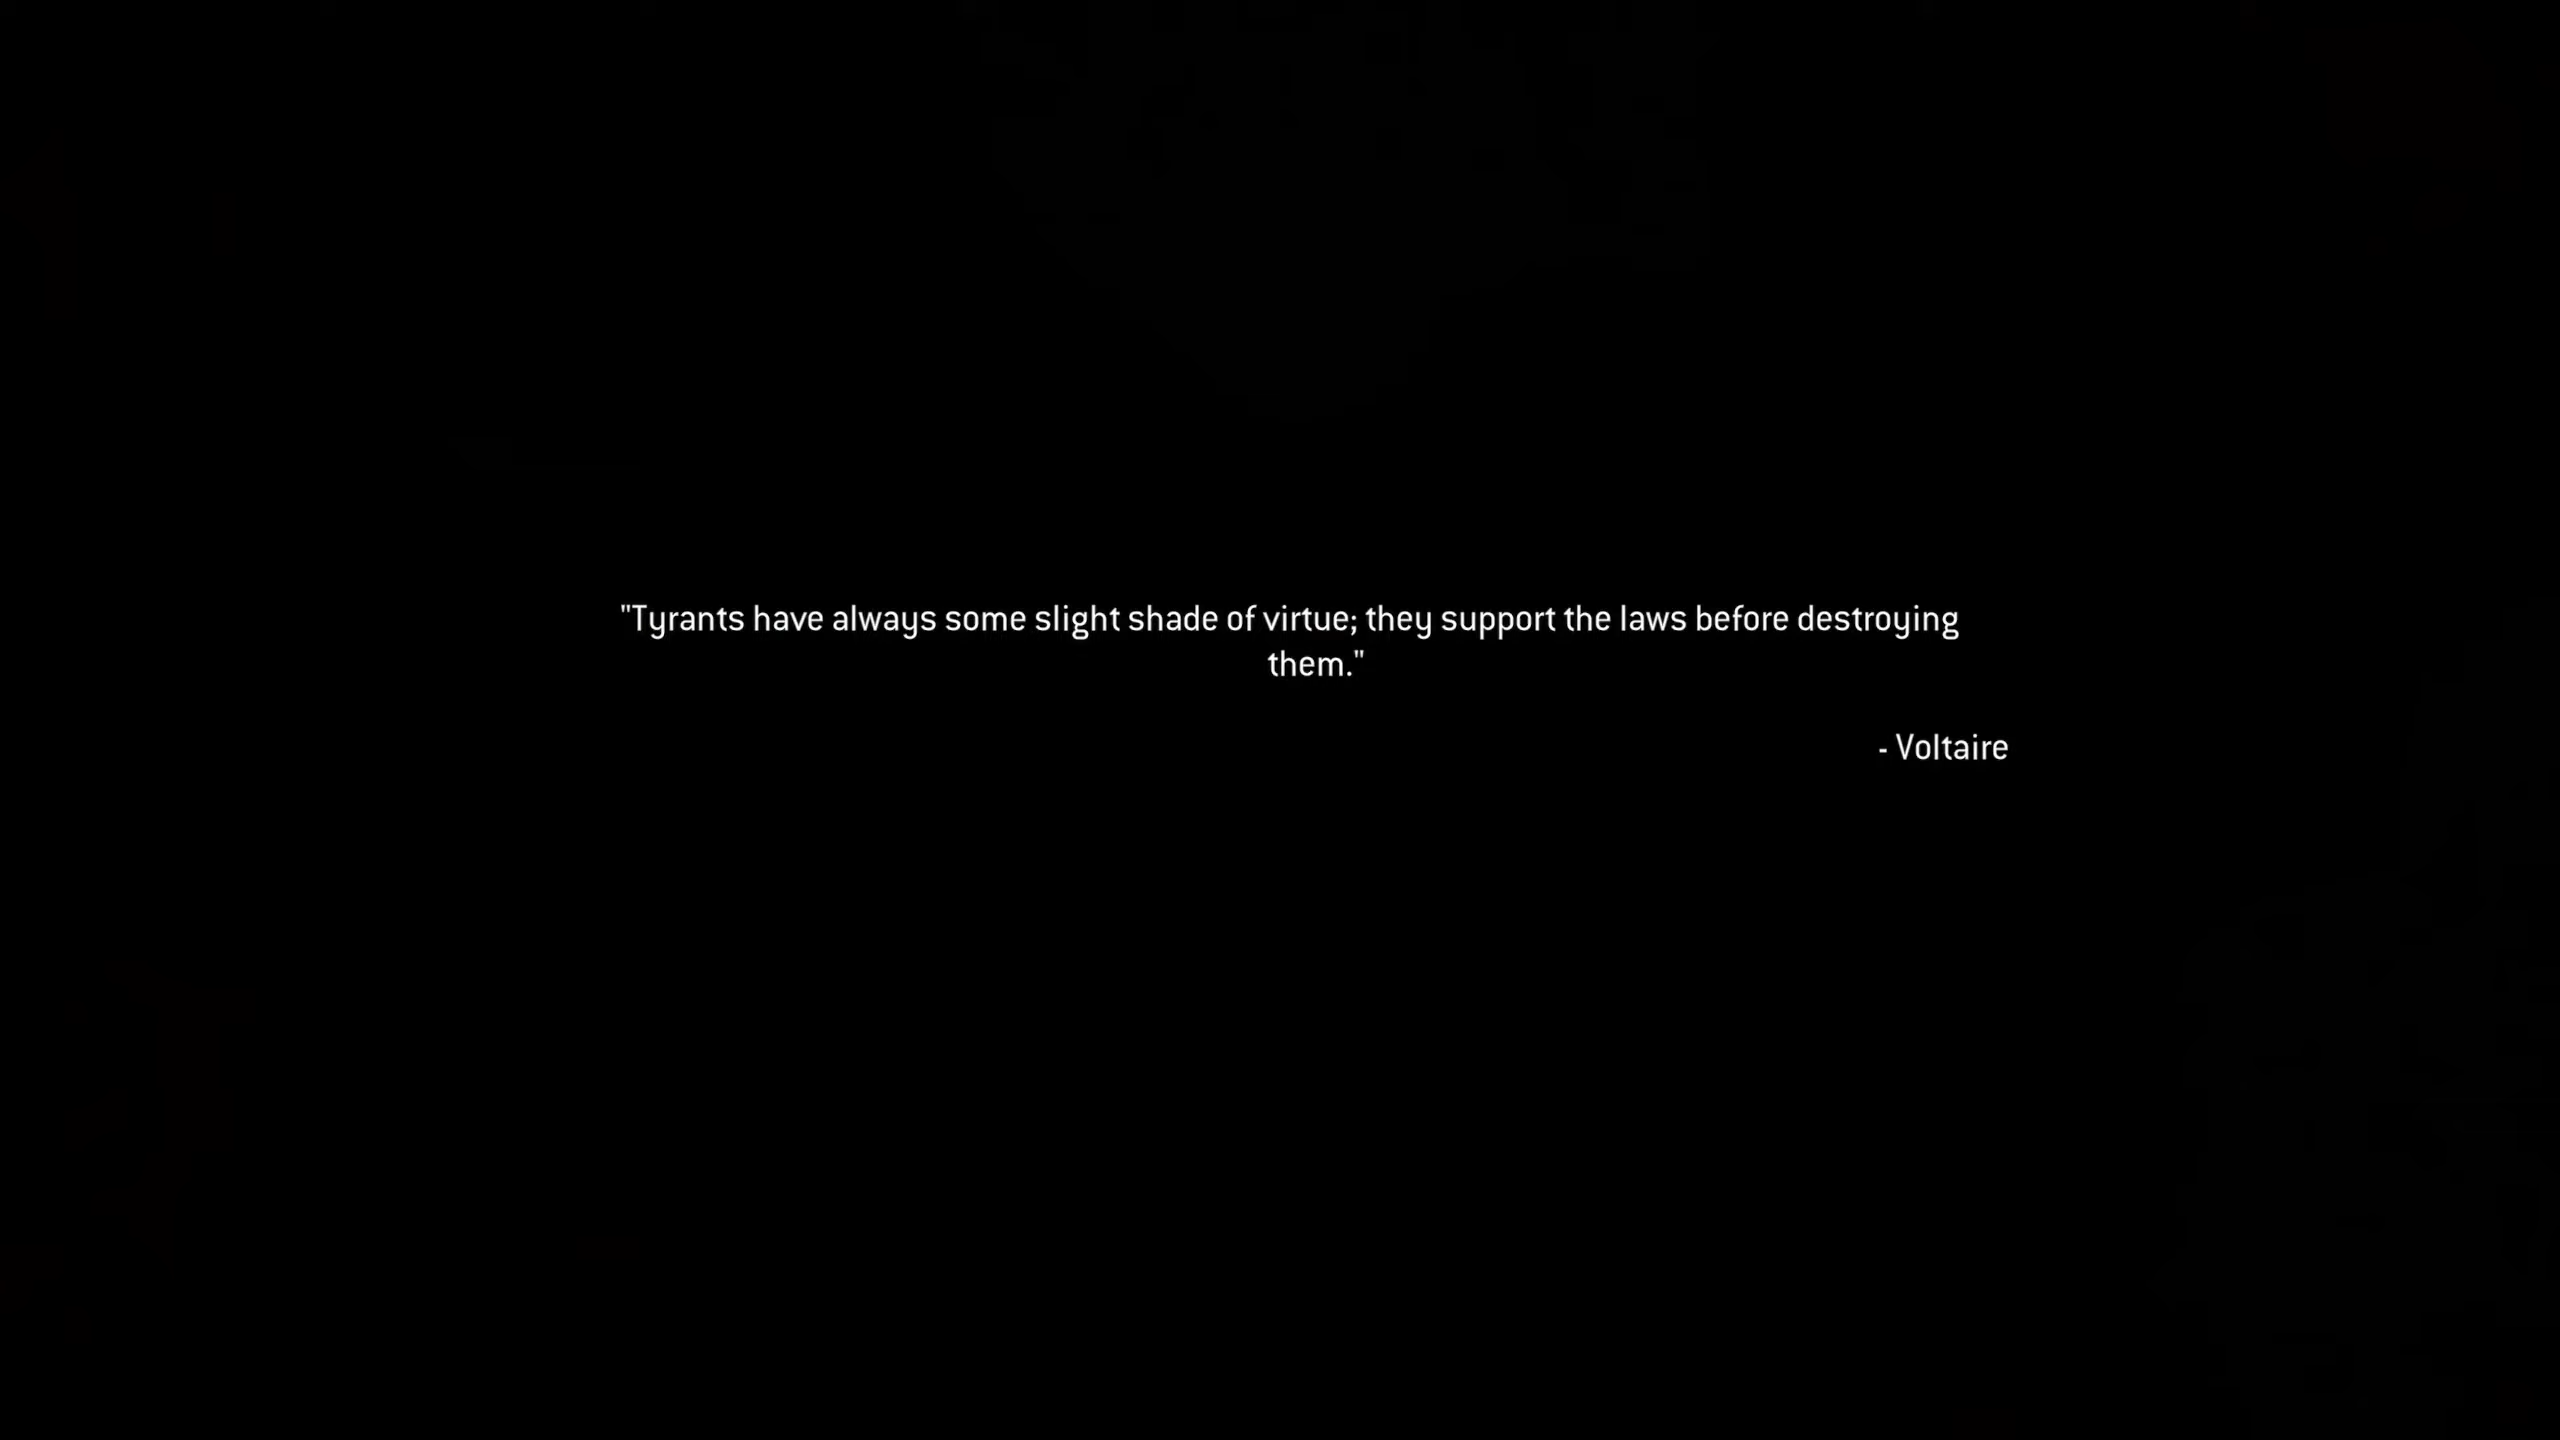 "Tyrants have always some slight shade of virtue; they support the laws before destroying
them."
- Voltaire